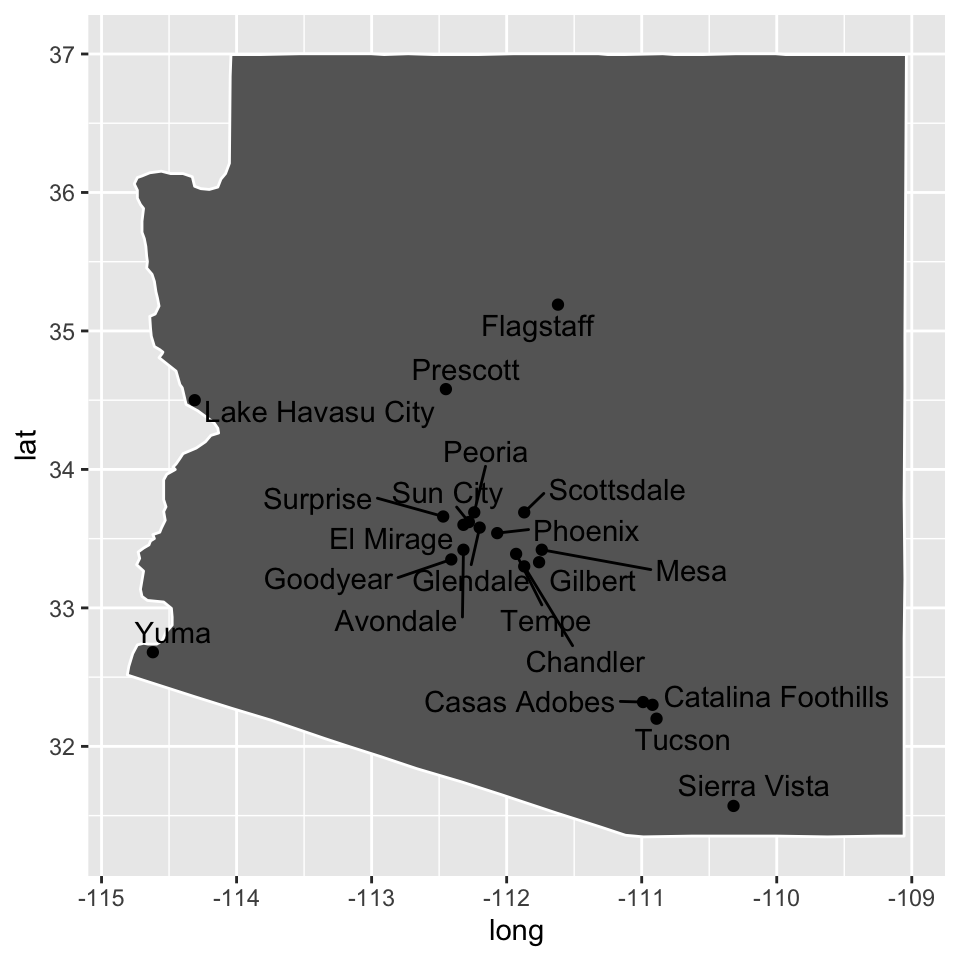 37
36
35
34
33
32
lat
Flagstaff
Prescott
Lake Havasu City
Peoria
Surprise
Sun City
Scottsdale
El Mirage
Phoenix
Goodyear
Glendale
Gilbert
Mesa
Avondale
Tempe
Yuma
Chandler
Casas Adobes
Catalina Foothills
Tucson
Sierra Vista
-115
-114
-113
-112
-111
-110
-109
long